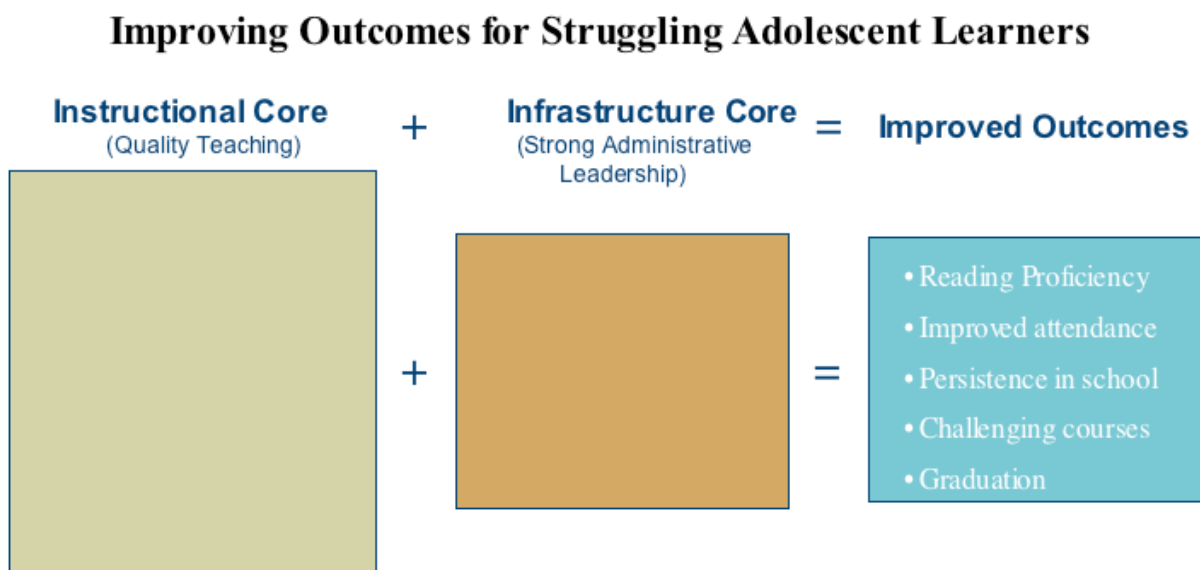 Improving Outcomes for Struggling Adolescent Learners
Instructional Core
(Quality Teaching)
+
Infrastructure Core
(Strong Administrative
Leadership)
=
Improved Outcomes
+
=
• Reading Proficiency
• Improved attendance
• Persistence in school
• Challenging courses
• Graduation